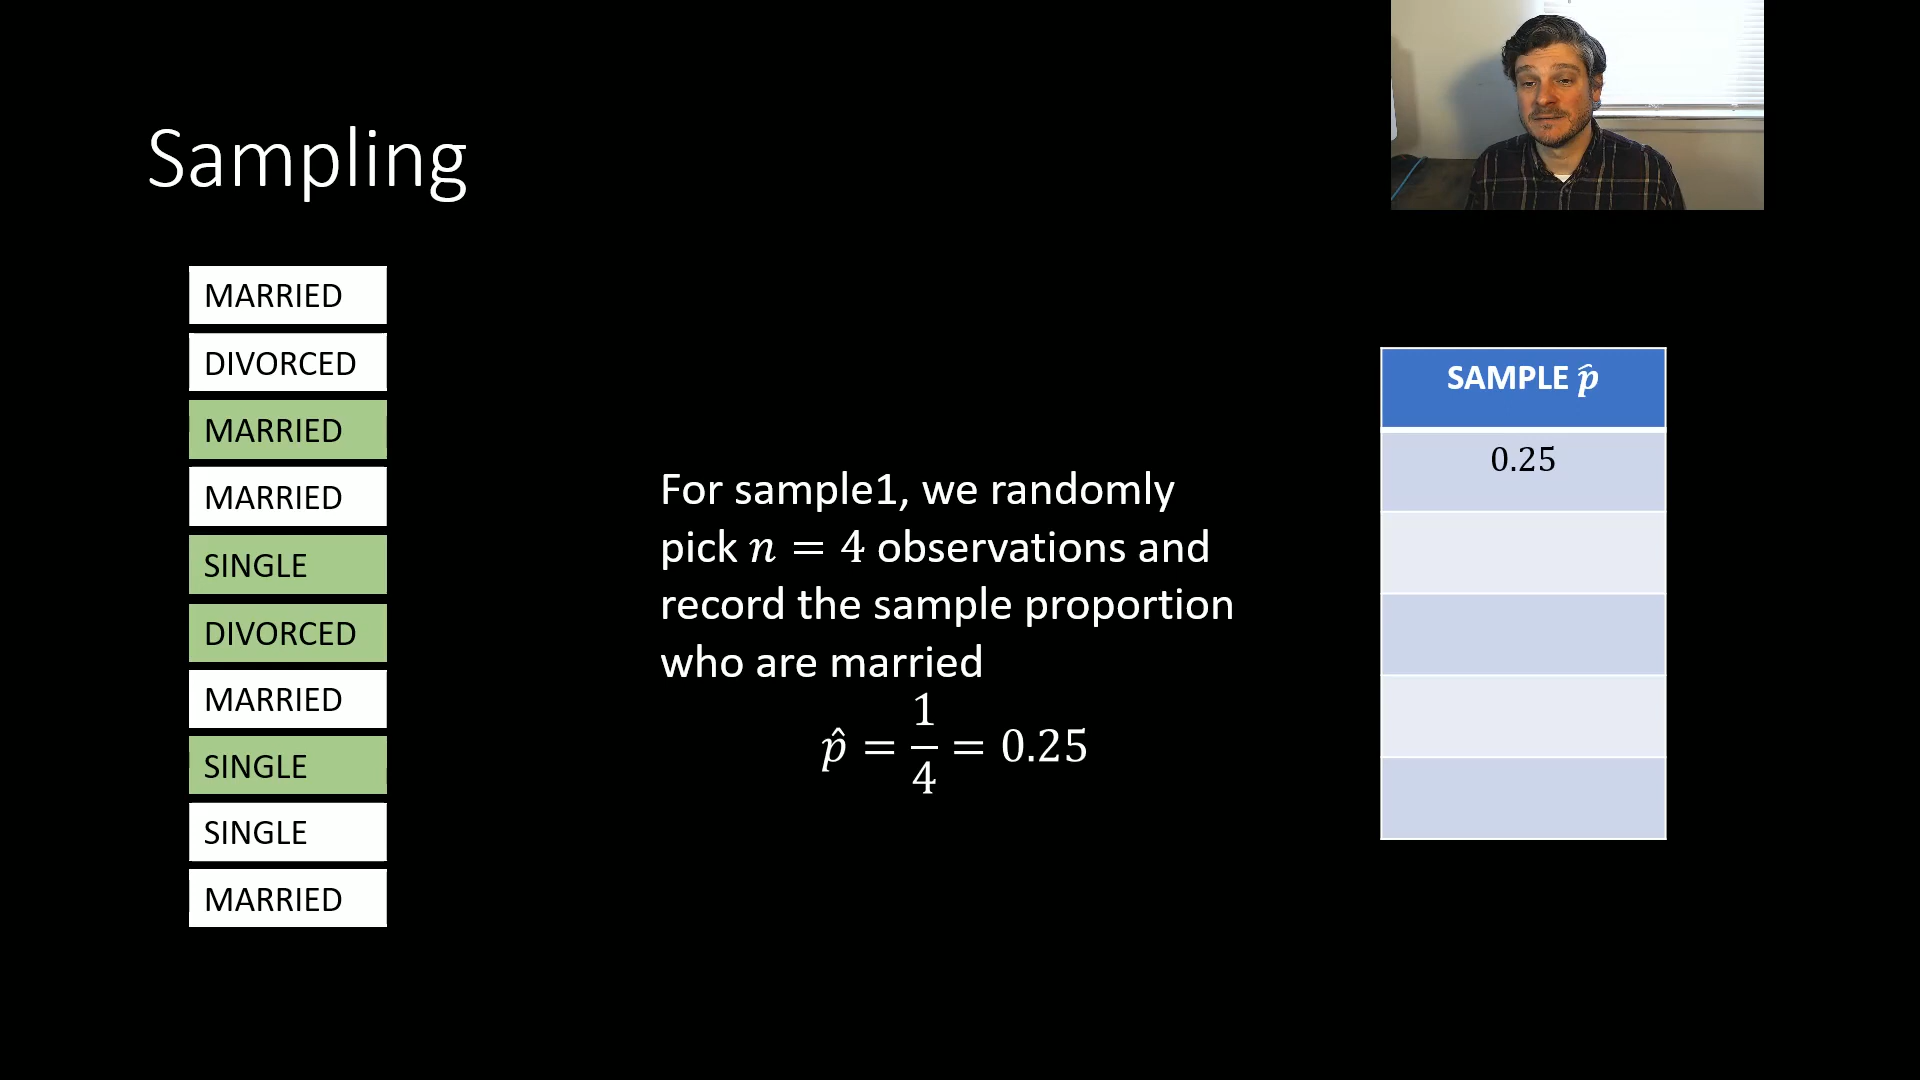 Sampling
MARRIED
DIVORCED
MARRIED
MARRIED
SINGLE
DIVORCED
MARRIED
SINGLE
SINGLE
MARRIED
For sample1, we randomly
pick n = 4 observations and
record the sample proportion
who are married
p̂ = 1/4 = 0.25
SAMPLE p̂
0.25